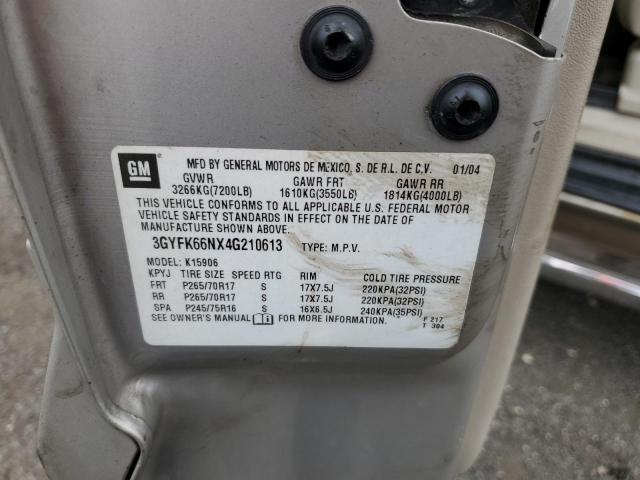 GM
MFD BY GENERAL MOTORS DE MEXICO, S. DE R.L. DE C.V. 01/04
GVWR GAWR FRT GAWR RR
3266KG(7200LB) 1610KG(3550LB) 1814KG(4000LB)
THIS VEHICLE CONFORMS TO ALL APPLICABLE U.S. FEDERAL MOTOR
VEHICLE SAFETY STANDARDS IN EFFECT ON THE DATE OF
MANUFACTURE SHOWN ABOVE.
3GYFK66NX4G210613 TYPE: M.P.V.
MODEL: K15906
KPYJ TIRE SIZE SPEED RTG RIM COLD TIRE PRESSURE
FRT P265/70R17 S 17X7.5J 220KPA(32PSI)
RR P265/70R17 S 17X7.5J 220KPA(32PSI)
SPA P245/75R16 S 16X6.5J 240KPA(35PSI)
SEE OWNER'S MANUAL FOR MORE INFORMATION. F 217
T 304